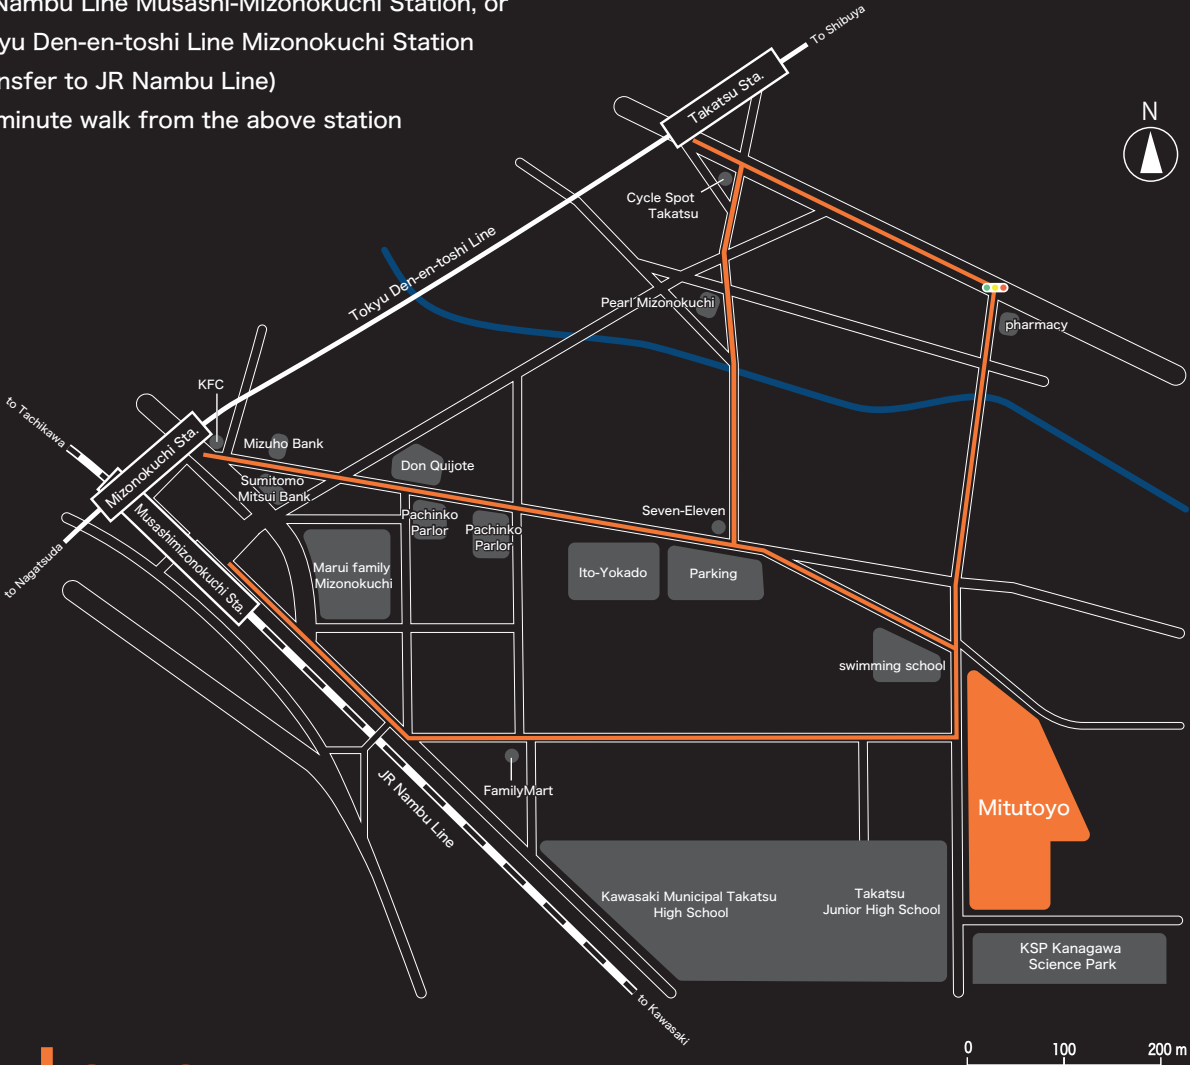 Nambu Line Musashi-Mizonokuchi Station, or
yu Den-en-toshi Line Mizonokuchi Station
nsfer to JR Nambu Line)
minute walk from the above station
To Shibuya
Takatsu Sta.
N
Cycle Spot
Takatsu
Tokyu Den-en-toshi Line
Pearl Mizonokuchi
pharmacy
KFC
to Tachikawa
Mizonokuchi Sta.
Mizuho Bank
Don Quijote
Sumitomo
Mitsui Bank
Pachinko
Parlor
Pachinko
Parlor
Seven-Eleven
Musashimizonokuchi Sta.
to Nagatsuda
Marui family
Mizonokuchi
Ito-Yokado
Parking
swimming school
JR Nambu Line
FamilyMart
Mitutoyo
Kawasaki Municipal Takatsu
High School
Takatsu
Junior High School
KSP Kanagawa
Science Park
to Kawasaki
0 100 200 m